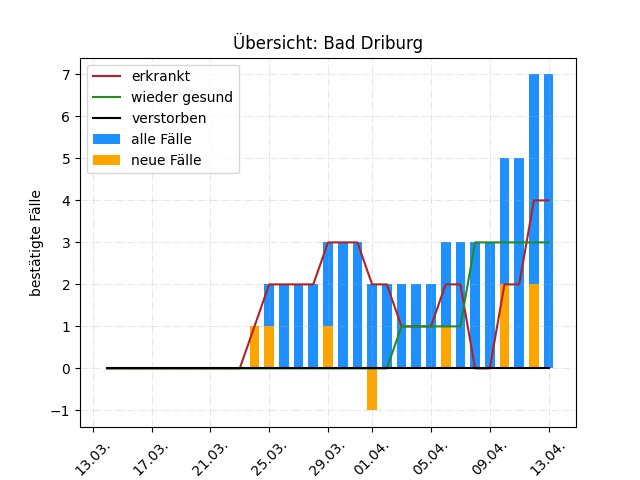 Übersicht: Bad Driburg
erkrankt
wieder gesund
verstorben
alle Fälle
neue Fälle
bestätigte Fälle
7
6
5
4
3
2
1
0
−1
13.03.
17.03.
21.03.
25.03.
29.03.
01.04.
05.04.
09.04.
13.04.